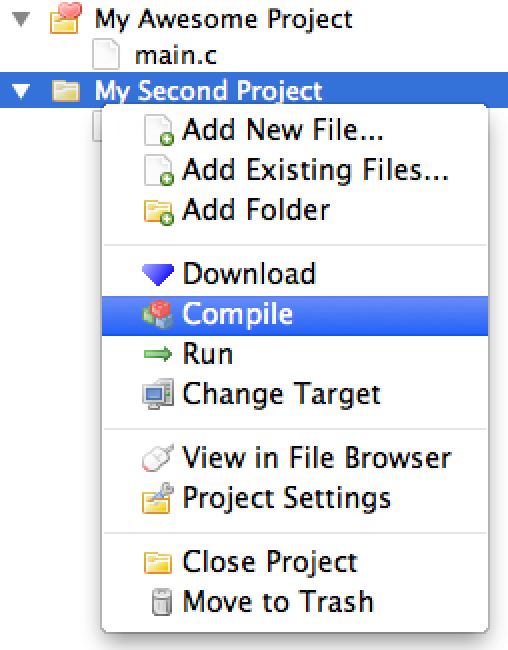 My Awesome Project
main.c
My Second Project
Add New File...
Add Existing Files...
Add Folder
Download
Compile
Run
Change Target
View in File Browser
Project Settings
Close Project
Move to Trash